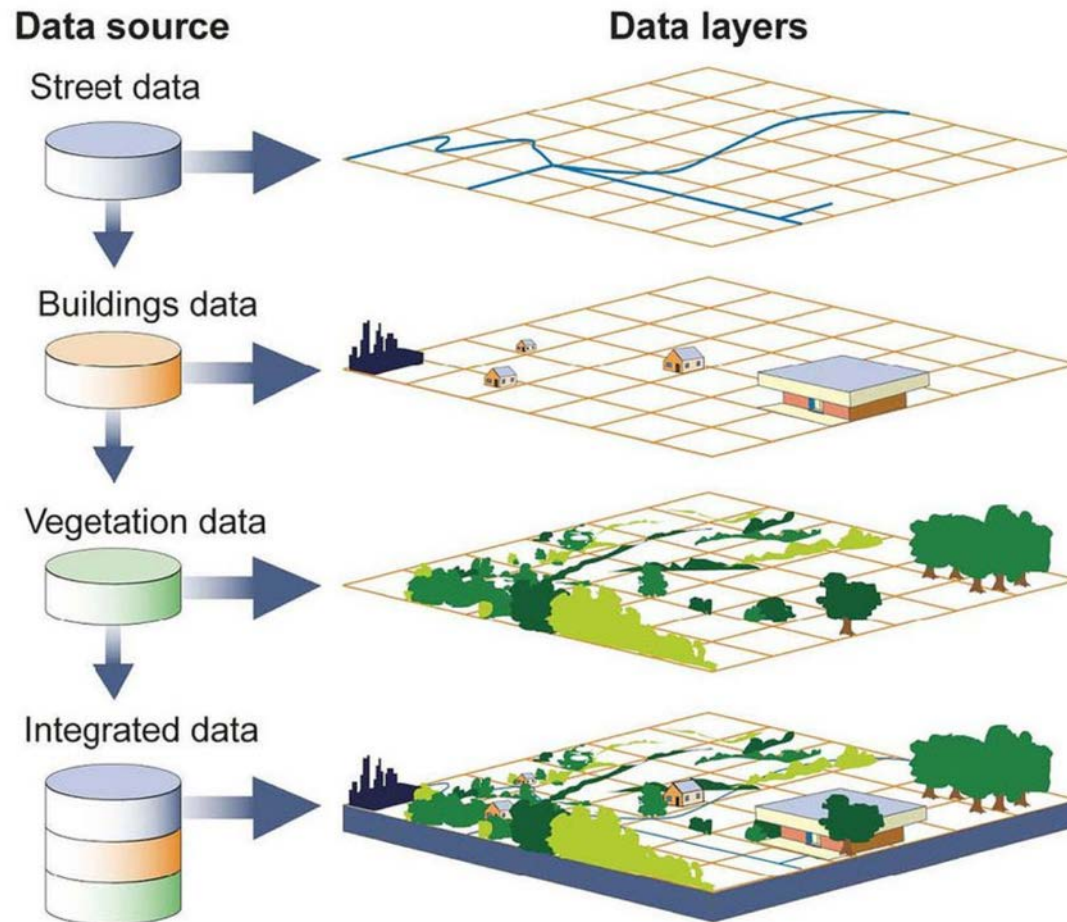 Data source
Data layers
Street data
Buildings data
Vegetation data
Integrated data